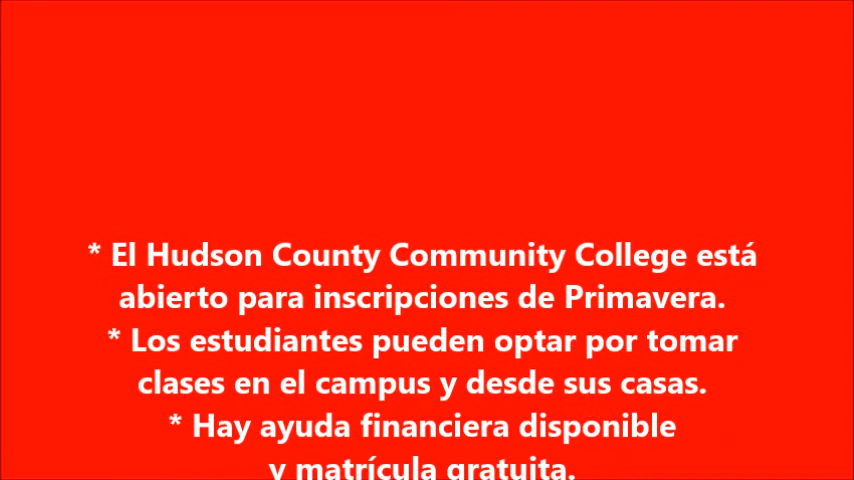 * El Hudson County Community College está
abierto para inscripciones de Primavera.
* Los estudiantes pueden optar por tomar
clases en el campus y desde sus casas.
* Hay ayuda financiera disponible
y matrícula gratuita.